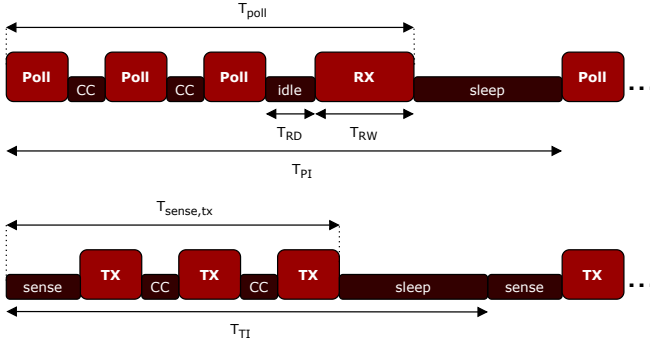 T_poll
Poll CC Poll CC Poll idle RX sleep Poll ...
T_RD T_RW
T_PI
T_sense,tx
sense TX CC TX CC TX sleep sense TX ...
T_TI